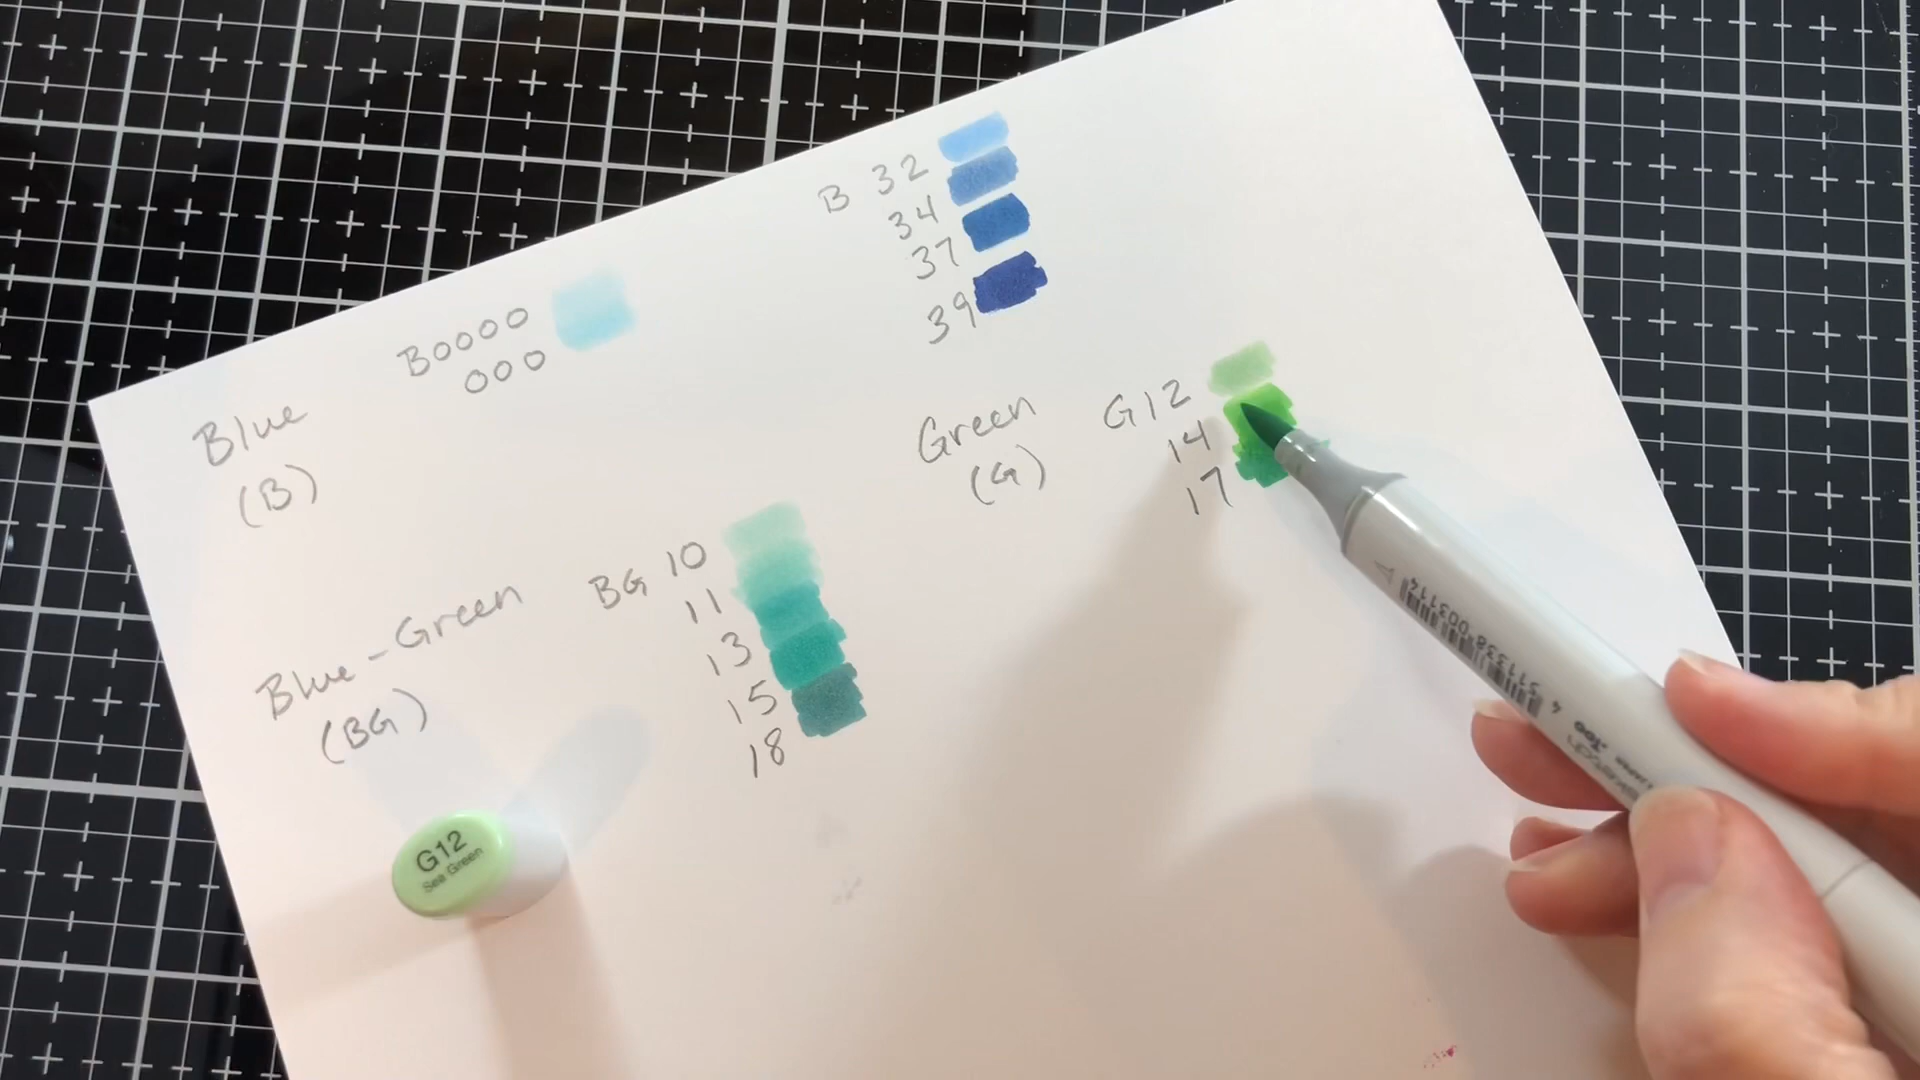 B 32
34
37
39
B0000
000
Blue
(B)
Green
(G)
G12
14
17
Blue-Green
(BG)
BG 10
11
13
15
18
G12
Sea Green
Too